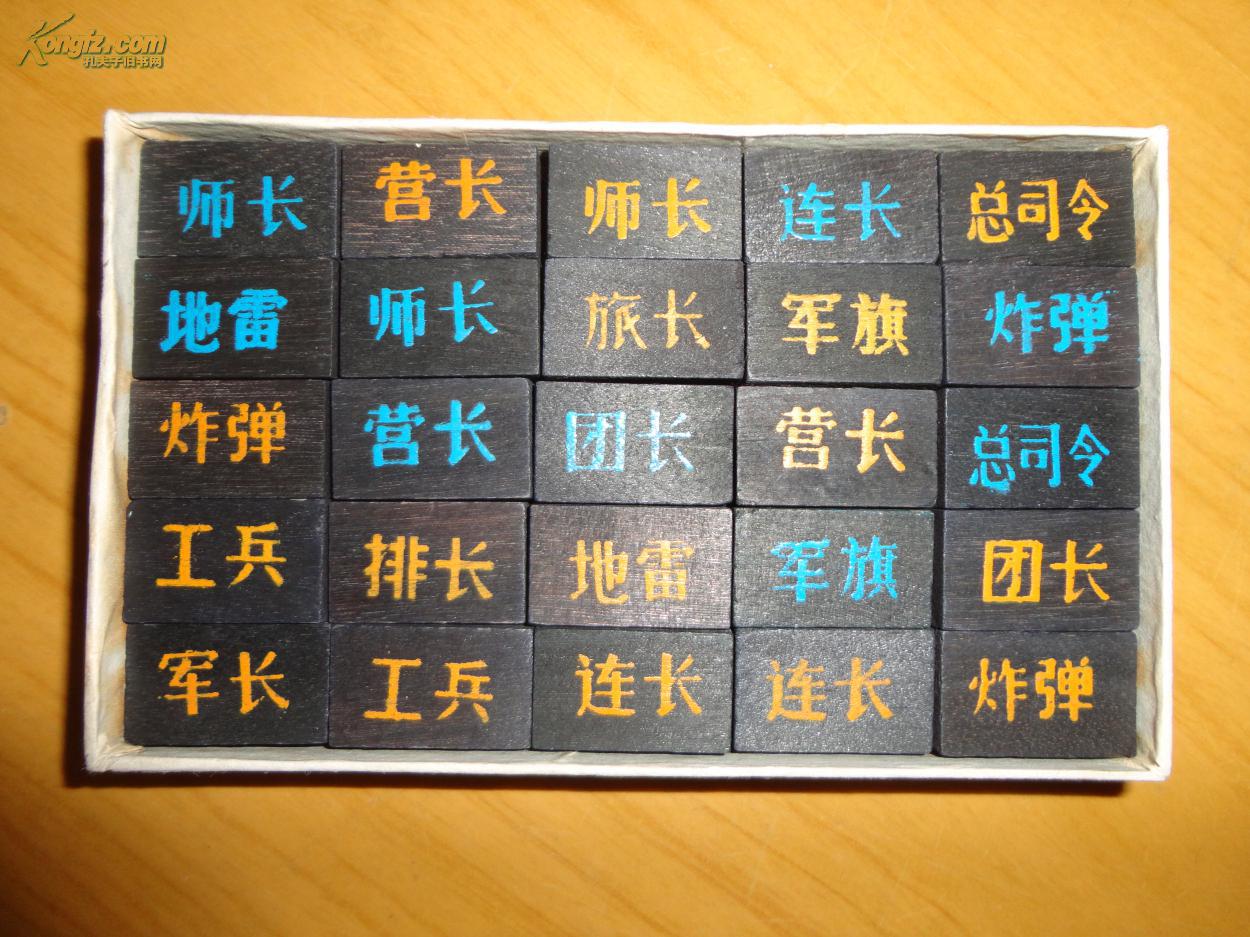 Kongfz.com
孔夫子旧书网
师长 营长 师长 连长 总司令
地雷 师长 旅长 军旗 炸弹
炸弹 营长 团长 营长 总司令
工兵 排长 地雷 军旗 团长
军长 工兵 连长 连长 炸弹